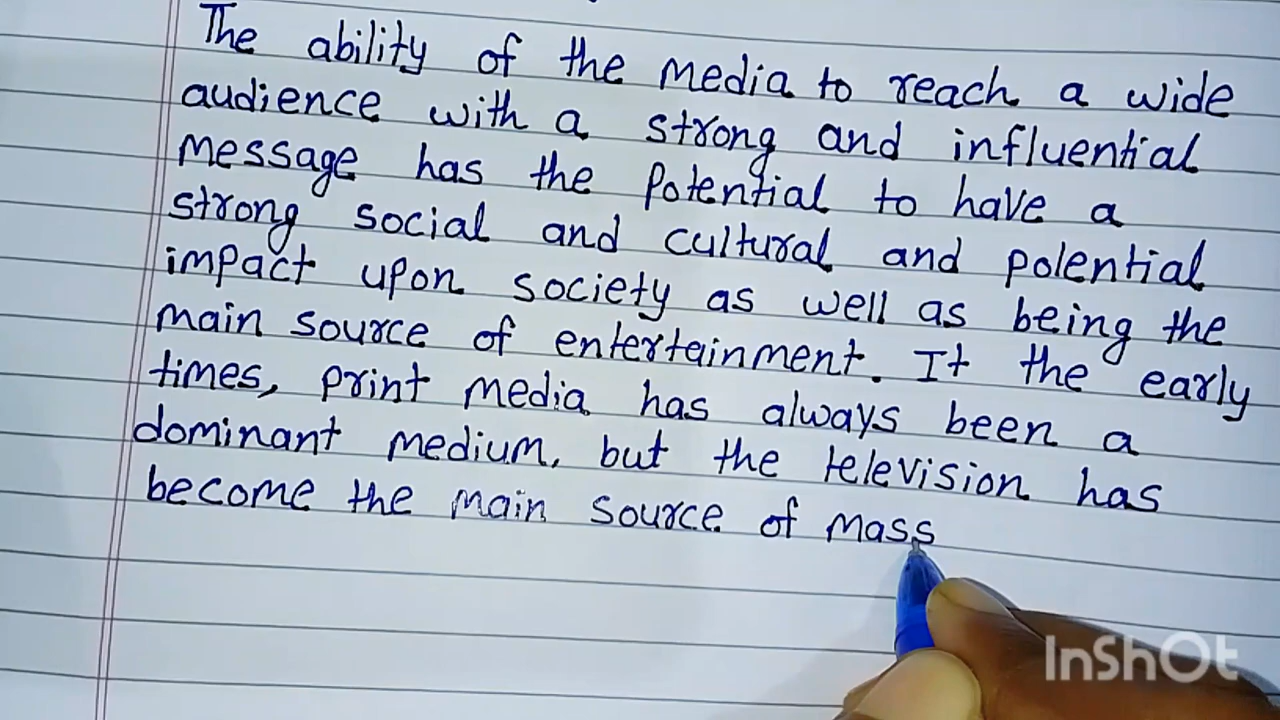 The ability of the media to reach a wide
audience with a strong and influential
message has the potential to have a
strong social and cultural and polential
impact upon society as well as being the
main source of entertainment. It the early
times, print media has always been a
dominant medium, but the television has
become the main source of mass
InShOt